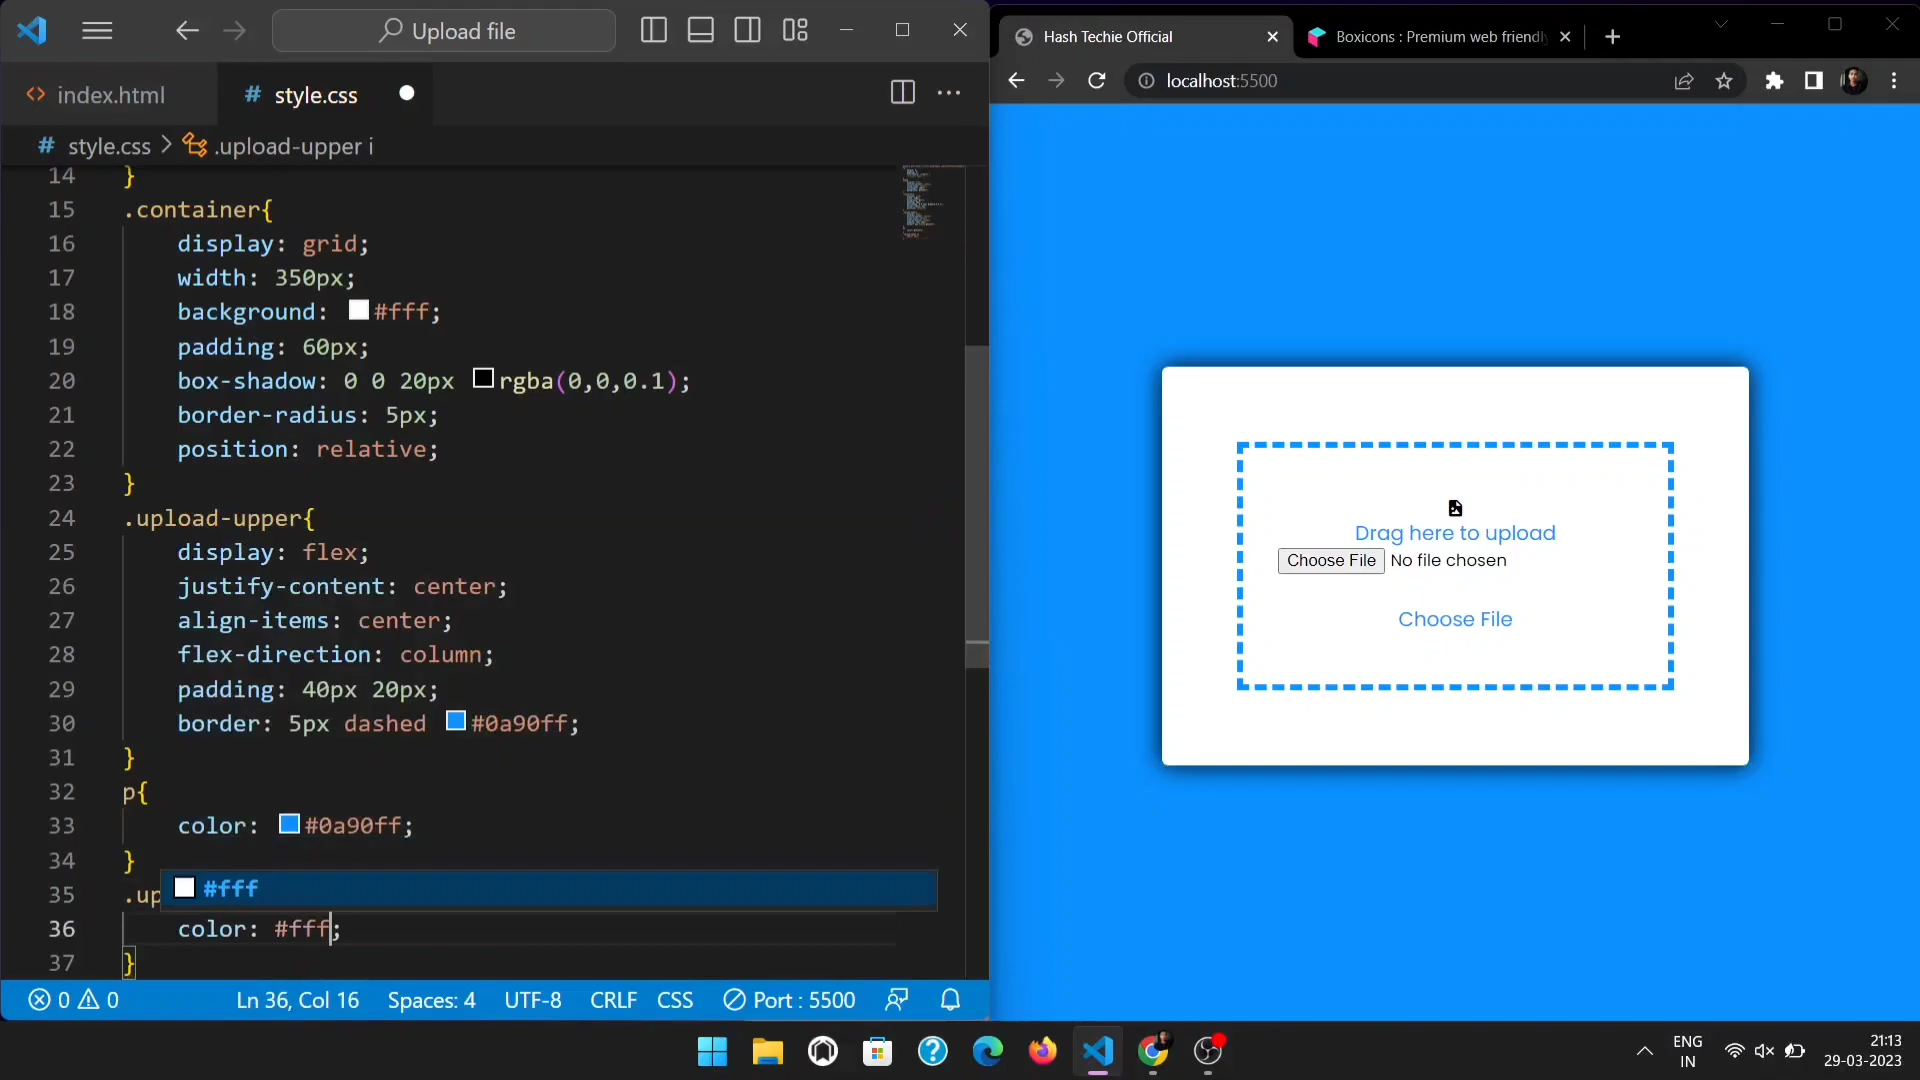 Upload file
index.html
# style.css
# style.css > .upload-upper i
14 }
15 .container{
16 display: grid;
17 width: 350px;
18 background: #fff;
19 padding: 60px;
20 box-shadow: 0 0 20px rgba(0,0,0.1);
21 border-radius: 5px;
22 position: relative;
23 }
24 .upload-upper{
25 display: flex;
26 justify-content: center;
27 align-items: center;
28 flex-direction: column;
29 padding: 40px 20px;
30 border: 5px dashed #0a90ff;
31 }
32 p{
33 color: #0a90ff;
34 }
35 .up
#fff
36 color: #fff;
37 }
0 0
Ln 36, Col 16
Spaces: 4
UTF-8
CRLF
CSS
Port : 5500
Hash Techie Official
Boxicons : Premium web friendly
localhost:5500
Drag here to upload
Choose File No file chosen
Choose File
ENG
IN
21:13
29-03-2023